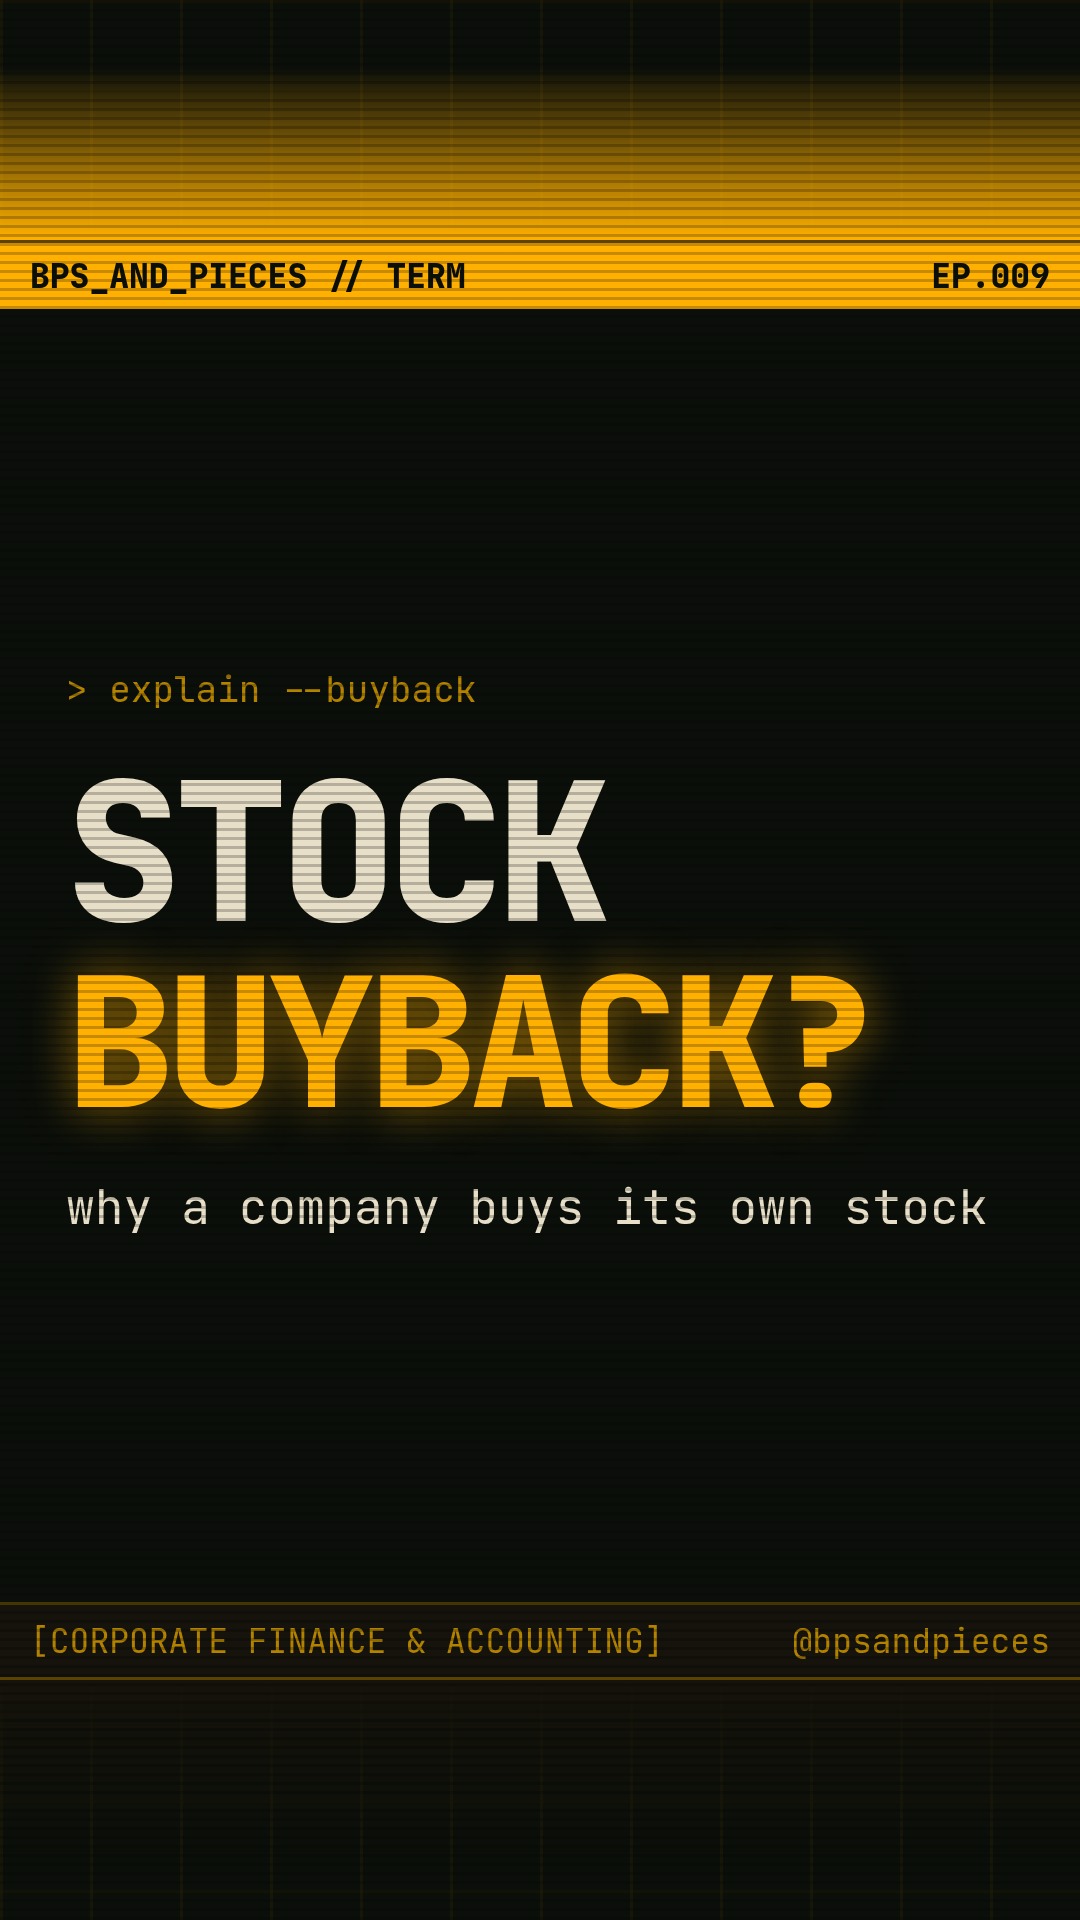 BPS_AND_PIECES // TERM
EP.009
> explain --buyback
STOCK
BUYBACK?
why a company buys its own stock
[CORPORATE FINANCE & ACCOUNTING]
@bpsandpieces